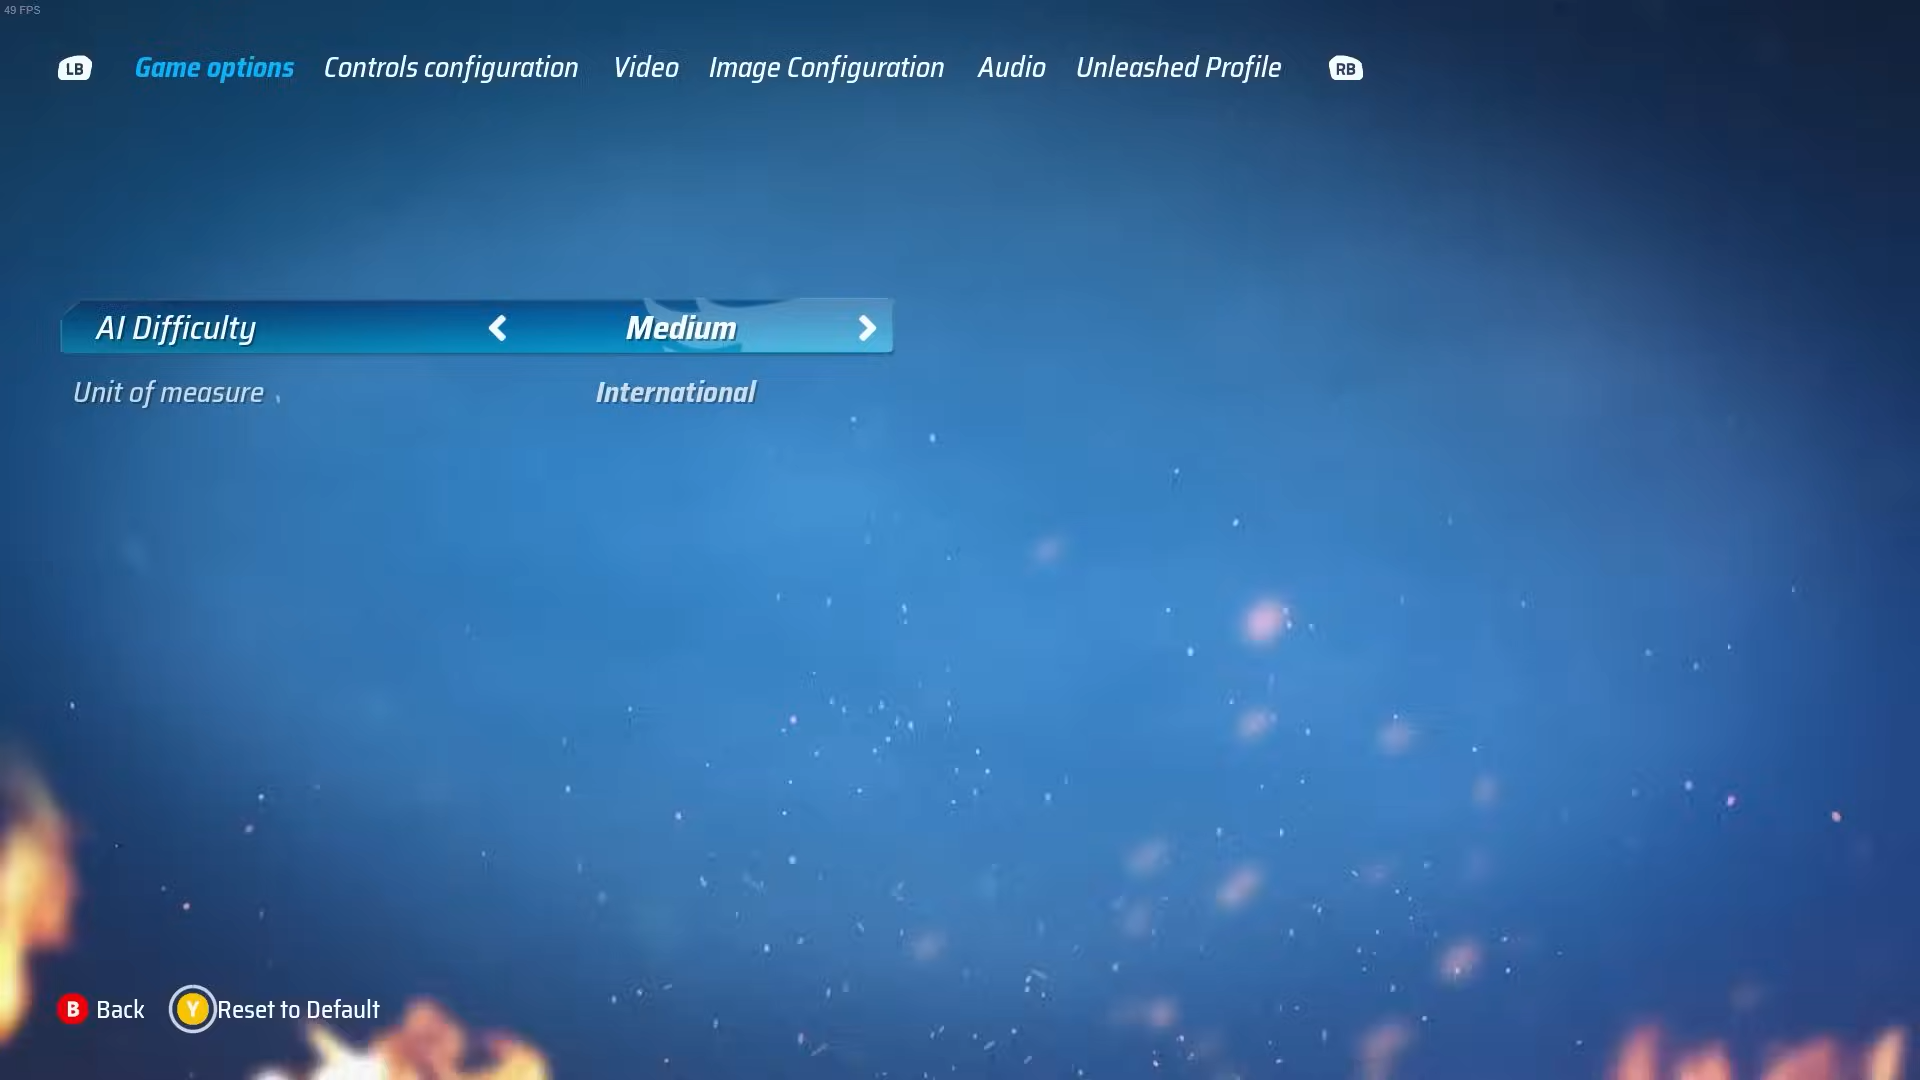 49 FPS
LB Game options Controls configuration Video Image Configuration Audio Unleashed Profile RB
AI Difficulty Medium
Unit of measure International
B Back Y Reset to Default